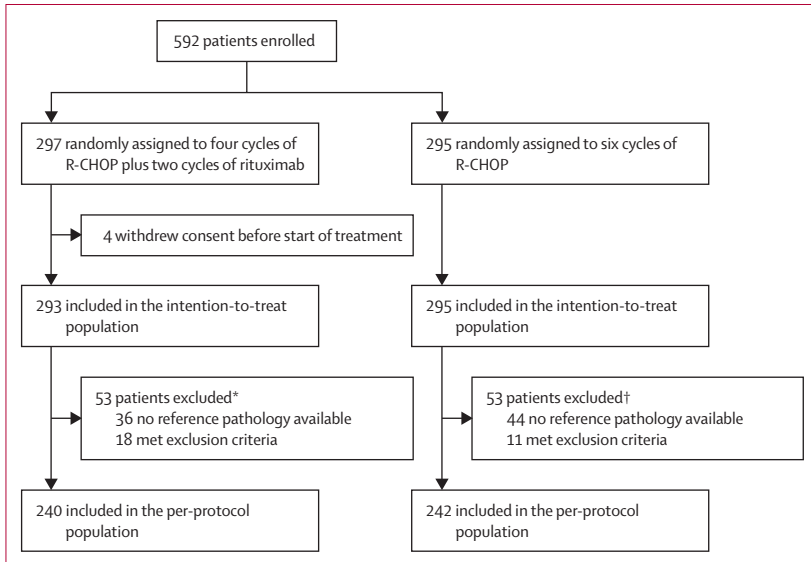 592 patients enrolled
297 randomly assigned to four cycles of
R-CHOP plus two cycles of rituximab
295 randomly assigned to six cycles of
R-CHOP
4 withdrew consent before start of treatment
293 included in the intention-to-treat
population
295 included in the intention-to-treat
population
53 patients excluded*
36 no reference pathology available
18 met exclusion criteria
53 patients excluded†
44 no reference pathology available
11 met exclusion criteria
240 included in the per-protocol
population
242 included in the per-protocol
population